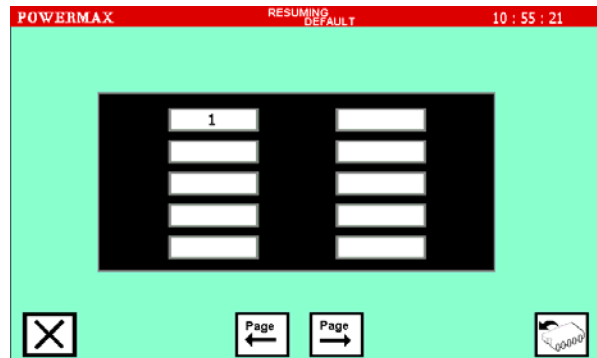 POWERMAX
RESUMING
DEFAULT
10 : 55 : 21
1
Page
Page